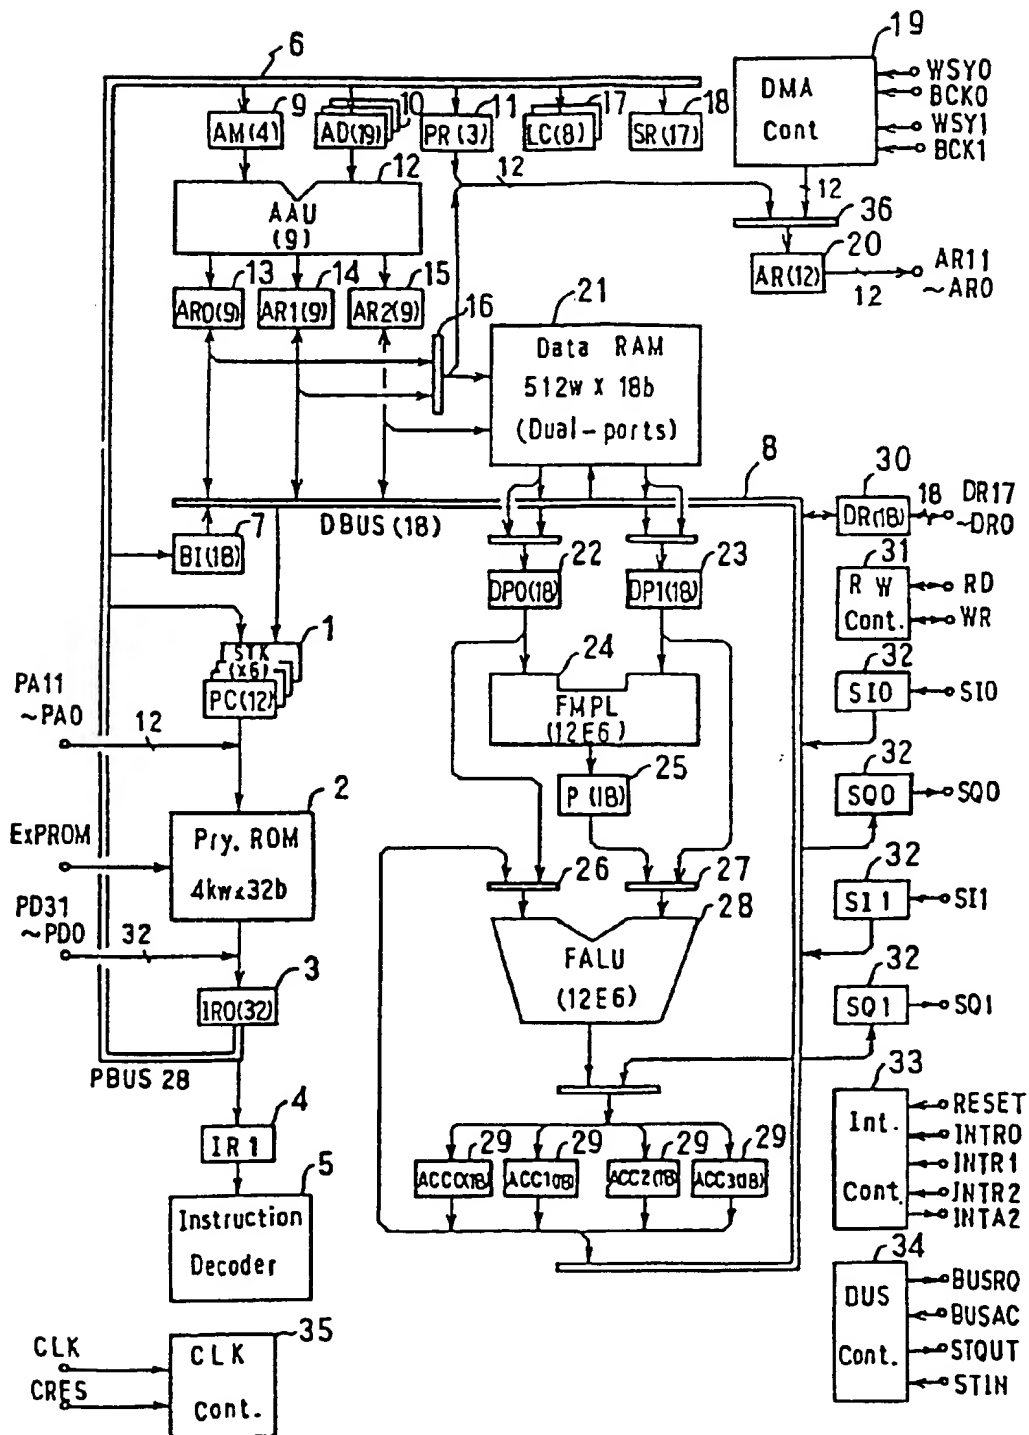 6
9
10
11
17
18
19
AM(4)
AD(19)
PR(3)
LC(8)
SR(17)
DMA
Cont
WSY0
BCK0
WSY1
BCK1
12
12
12
36
AAU
(9)
20
AR(12)
12
AR11
~AR0
13
14
15
16
AR0(9)
AR1(9)
AR2(9)
21
Data RAM
512w X 18b
(Dual-ports)
8
DBUS(18)
7
BI(18)
22
23
DP0(18)
DP1(18)
30
DR(18)
18
DR17
~DR0
31
R W
Cont.
RD
WR
1
STK
(x6)
PC(12)
PA11
~PA0
12
24
FMPL
(12E6)
25
P(18)
32
SI0
SI0
32
SQ0
SQ0
2
Pry. ROM
4kw x 32b
ExPROM
PD31
~PD0
32
26
27
28
FALU
(12E6)
32
SI1
SI1
32
SQ1
SQ1
3
IR0(32)
PBUS 28
4
IR1
5
Instruction
Decoder
29
29
29
29
ACC0(18)
ACC1(18)
ACC2(18)
ACC3(18)
33
Int.
Cont.
RESET
INTR0
INTR1
INTR2
INTA2
34
DUS
Cont.
BUSRQ
BUSAC
STOUT
STIN
35
CLK
Cont.
CLK
CRES